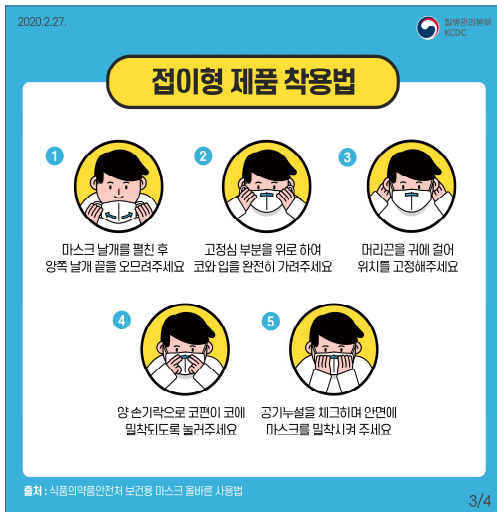 2020.2.27.
질병관리본부
KCDC
접이형 제품 착용법
1
마스크 날개를 펼친 후
양쪽 날개 끝을 오므려주세요
2
고정심 부분을 위로 하여
코와 입을 완전히 가려주세요
3
머리끈을 귀에 걸어
위치를 고정해주세요
4
양 손가락으로 코편이 코에
밀착되도록 눌러주세요
5
공기누설을 체크하며 안면에
마스크를 밀착시켜 주세요
출처 : 식품의약품안전처 보건용 마스크 올바른 사용법
3/4